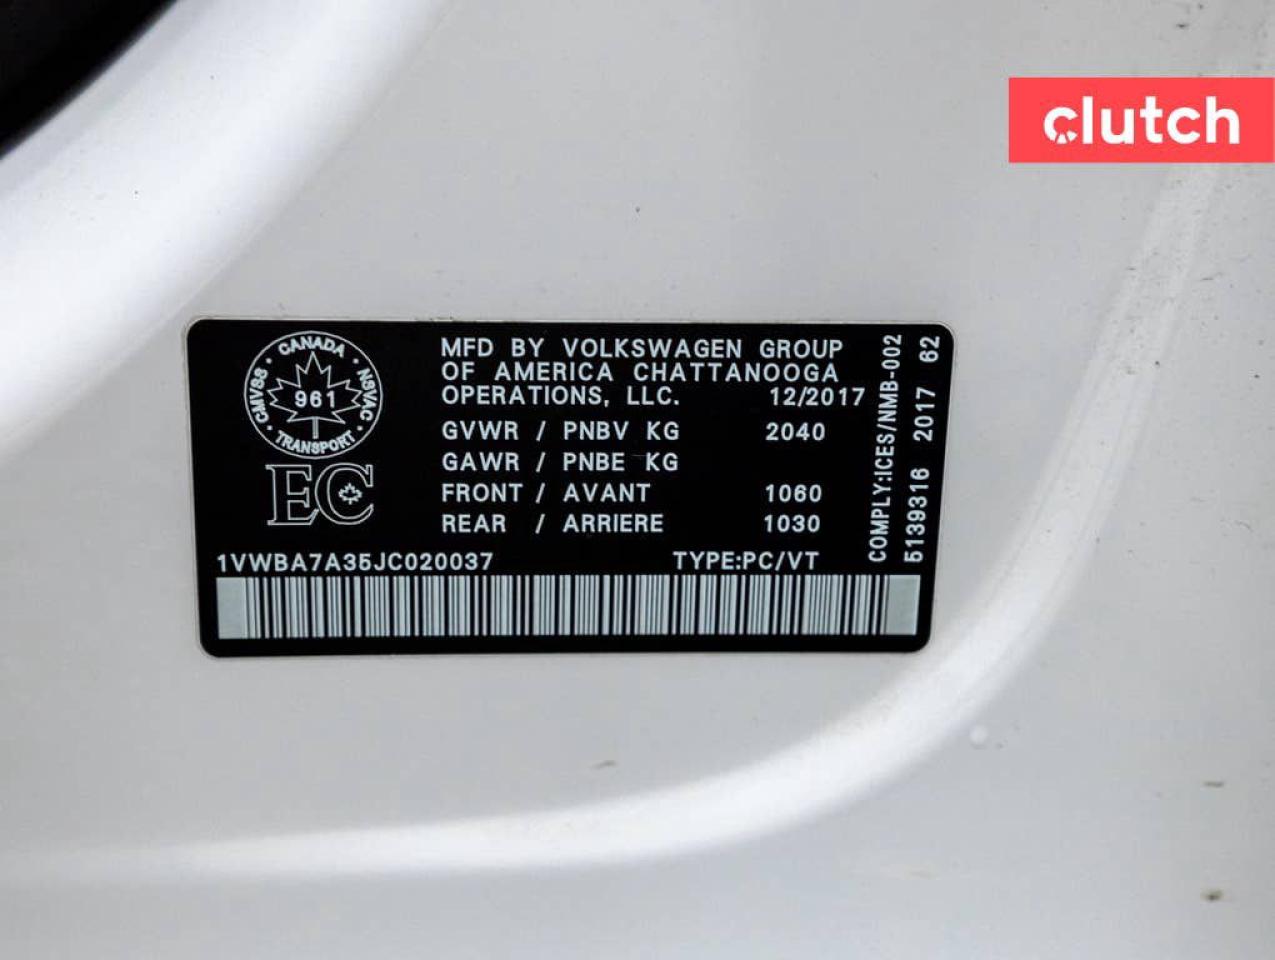 clutch
CANADA
CMVSS
NSVAC
961
TRANSPORT
EC
MFD BY VOLKSWAGEN GROUP
OF AMERICA CHATTANOOGA
OPERATIONS, LLC. 12/2017
GVWR / PNBV KG 2040
GAWR / PNBE KG
FRONT / AVANT 1060
REAR / ARRIERE 1030
1VWBA7A35JC020037 TYPE:PC/VT
COMPLY:ICES/NMB-002
5139316 2017 62